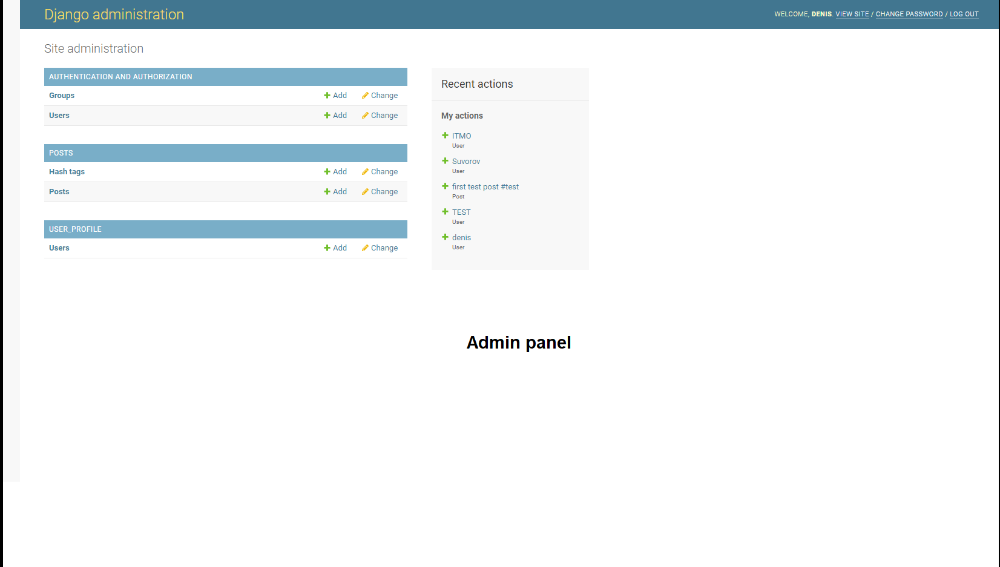 Django administration
WELCOME, DENIS. VIEW SITE / CHANGE PASSWORD / LOG OUT
Site administration
AUTHENTICATION AND AUTHORIZATION
Groups Add Change
Users Add Change
POSTS
Hash tags Add Change
Posts Add Change
USER_PROFILE
Users Add Change
Recent actions
My actions
ITMO
User
Suvorov
User
first test post #test
Post
TEST
User
denis
User
Admin panel